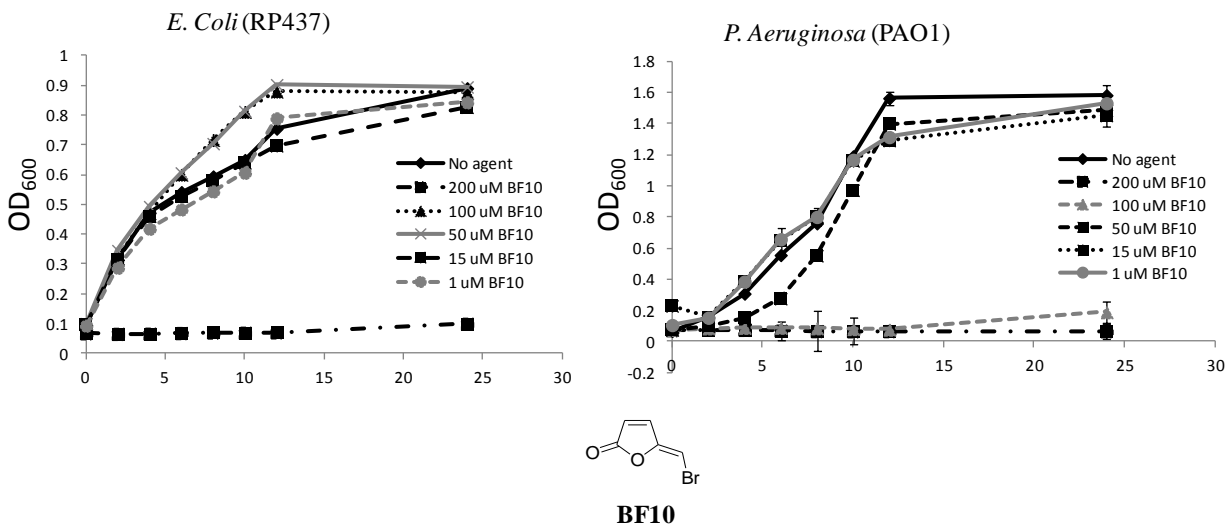 E. Coli (RP437)
OD600
1
0.9
0.8
0.7
0.6
0.5
0.4
0.3
0.2
0.1
0
0 5 10 15 20 25 30
No agent
200 uM BF10
100 uM BF10
50 uM BF10
15 uM BF10
1 uM BF10
P. Aeruginosa (PAO1)
OD600
1.8
1.6
1.4
1.2
1
0.8
0.6
0.4
0.2
0
-0.2
0 5 10 15 20 25 30
No agent
200 uM BF10
100 uM BF10
50 uM BF10
15 uM BF10
1 uM BF10
O
O
Br
BF10